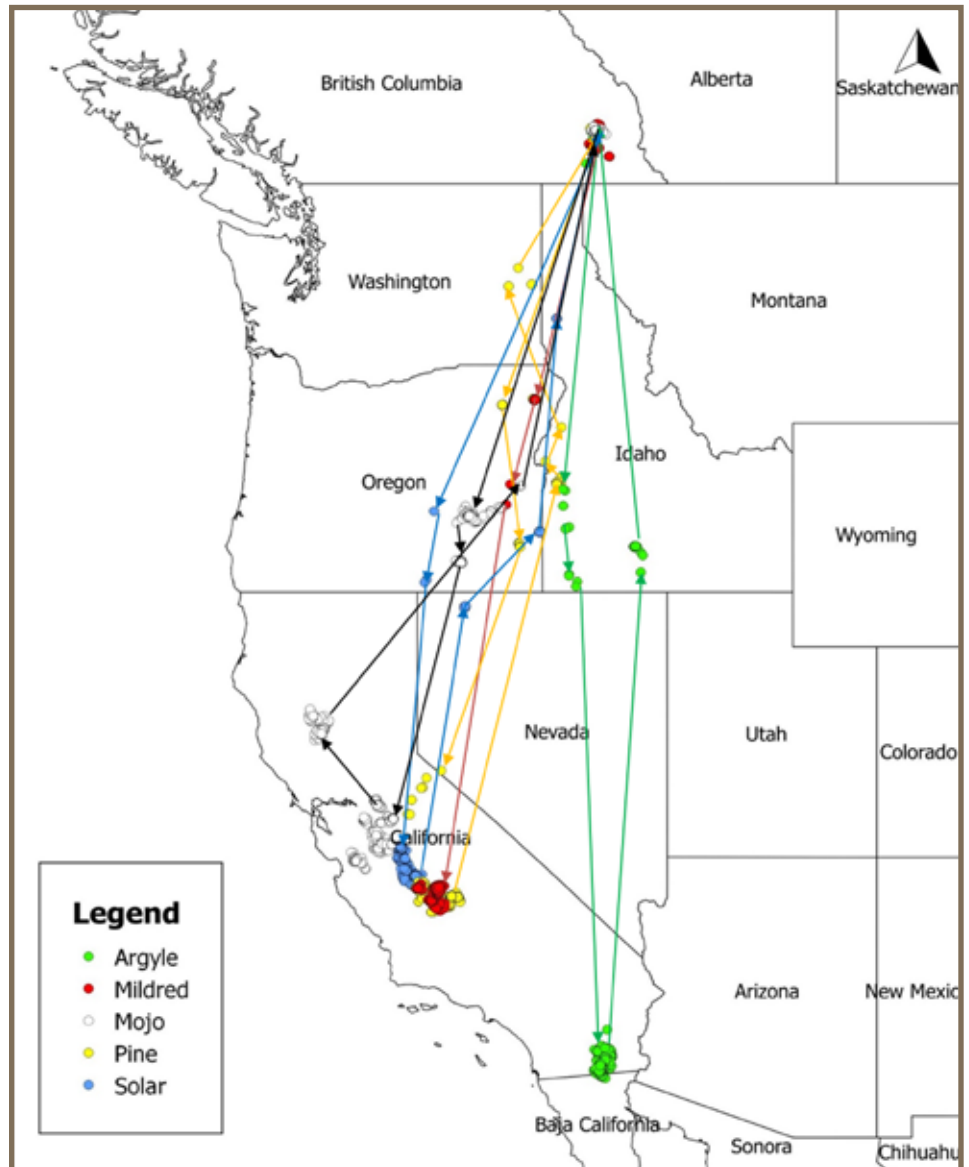 British Columbia
Alberta
Saskatchewan
Washington
Montana
Oregon
Idaho
Wyoming
Nevada
Utah
Colorado
California
Legend
Argyle
Mildred
Mojo
Pine
Solar
Arizona
New Mexic
Baja California
Sonora
Chihuahu